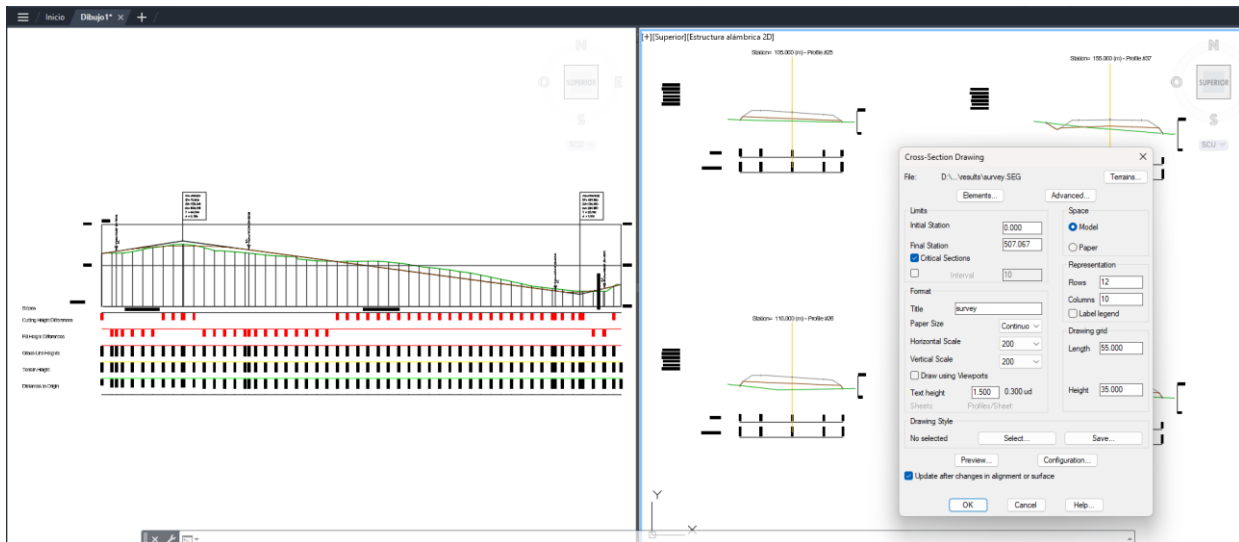 Inicio
Dibujo1*
[+][Superior][Estructura alámbrica 2D]
N
O
SUPERIOR
S
SCU
Slopes
Cutting Height Differences
Fill Height Differences
Grade Line Heights
Terrain Height
Distances to Origin
Station= 105.000 (m) - Profile #25
Station= 155.000 (m) - Profile #37
Station= 110.000 (m) - Profile #26
N
O
SUPERIOR
S
SCU
Y
X
Cross-Section Drawing
File: D:\...\results\survey.SEG Terrains...
Elements... Advanced...
Limits
Initial Station 0.000
Final Station 507.067
Critical Sections
Interval 10
Space
Model
Paper
Representation
Rows 12
Columns 10
Label legend
Format
Title survey
Paper Size Continuo
Horizontal Scale 200
Vertical Scale 200
Draw using Viewports
Text height 1.500 0.300 ud
Sheets: Profiles/Sheet:
Drawing grid
Length 55.000
Height 35.000
Drawing Style
No selected Select... Save...
Preview... Configuration...
Update after changes in alignment or surface
OK Cancel Help...